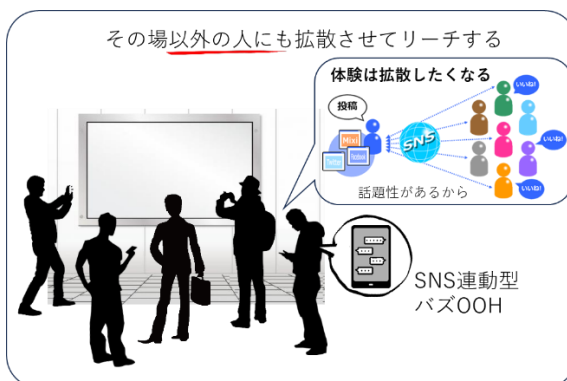 その場以外の人にも拡散させてリーチする
体験は拡散したくなる
投稿
いいね!
Mixi
Twitter
Facebook
SNS
いいね!
いいね!
話題性があるから
SNS連動型
バズOOH